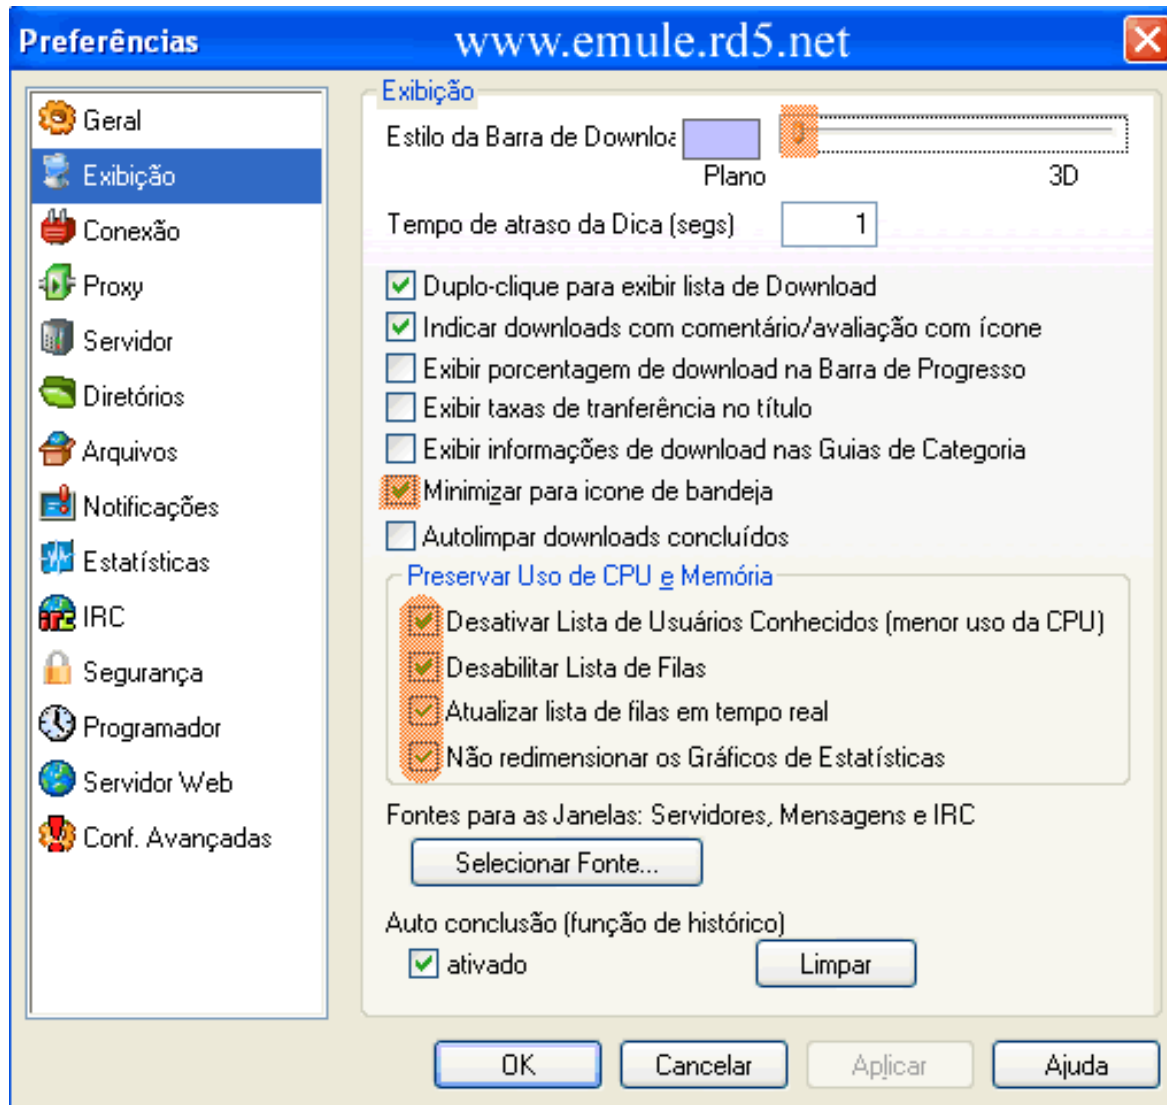 Preferências
www.emule.rd5.net
Geral
Exibição
Conexão
Proxy
Servidor
Diretórios
Arquivos
Notificações
Estatísticas
IRC
Segurança
Programador
Servidor Web
Conf. Avançadas
Exibição
Estilo da Barra de Downloa
Plano
3D
Tempo de atraso da Dica (segs)
1
Duplo-clique para exibir lista de Download
Indicar downloads com comentário/avaliação com ícone
Exibir porcentagem de download na Barra de Progresso
Exibir taxas de tranferência no título
Exibir informações de download nas Guias de Categoria
Minimizar para icone de bandeja
Autolimpar downloads concluídos
Preservar Uso de CPU e Memória
Desativar Lista de Usuários Conhecidos (menor uso da CPU)
Desabilitar Lista de Filas
Atualizar lista de filas em tempo real
Não redimensionar os Gráficos de Estatísticas
Fontes para as Janelas: Servidores, Mensagens e IRC
Selecionar Fonte...
Auto conclusão (função de histórico)
ativado
Limpar
OK
Cancelar
Aplicar
Ajuda